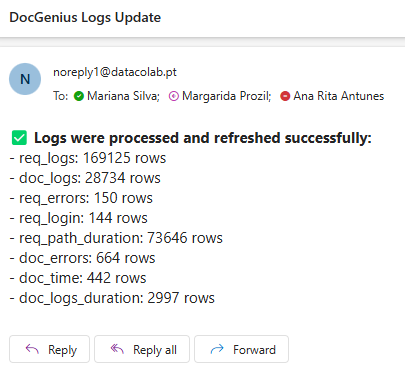 DocGenius Logs Update
N
noreply1@datacolab.pt
To: Mariana Silva; Margarida Prozil; Ana Rita Antunes
✅ Logs were processed and refreshed successfully:
- req_logs: 169125 rows
- doc_logs: 28734 rows
- req_errors: 150 rows
- req_login: 144 rows
- req_path_duration: 73646 rows
- doc_errors: 664 rows
- doc_time: 442 rows
- doc_logs_duration: 2997 rows
Reply Reply all Forward